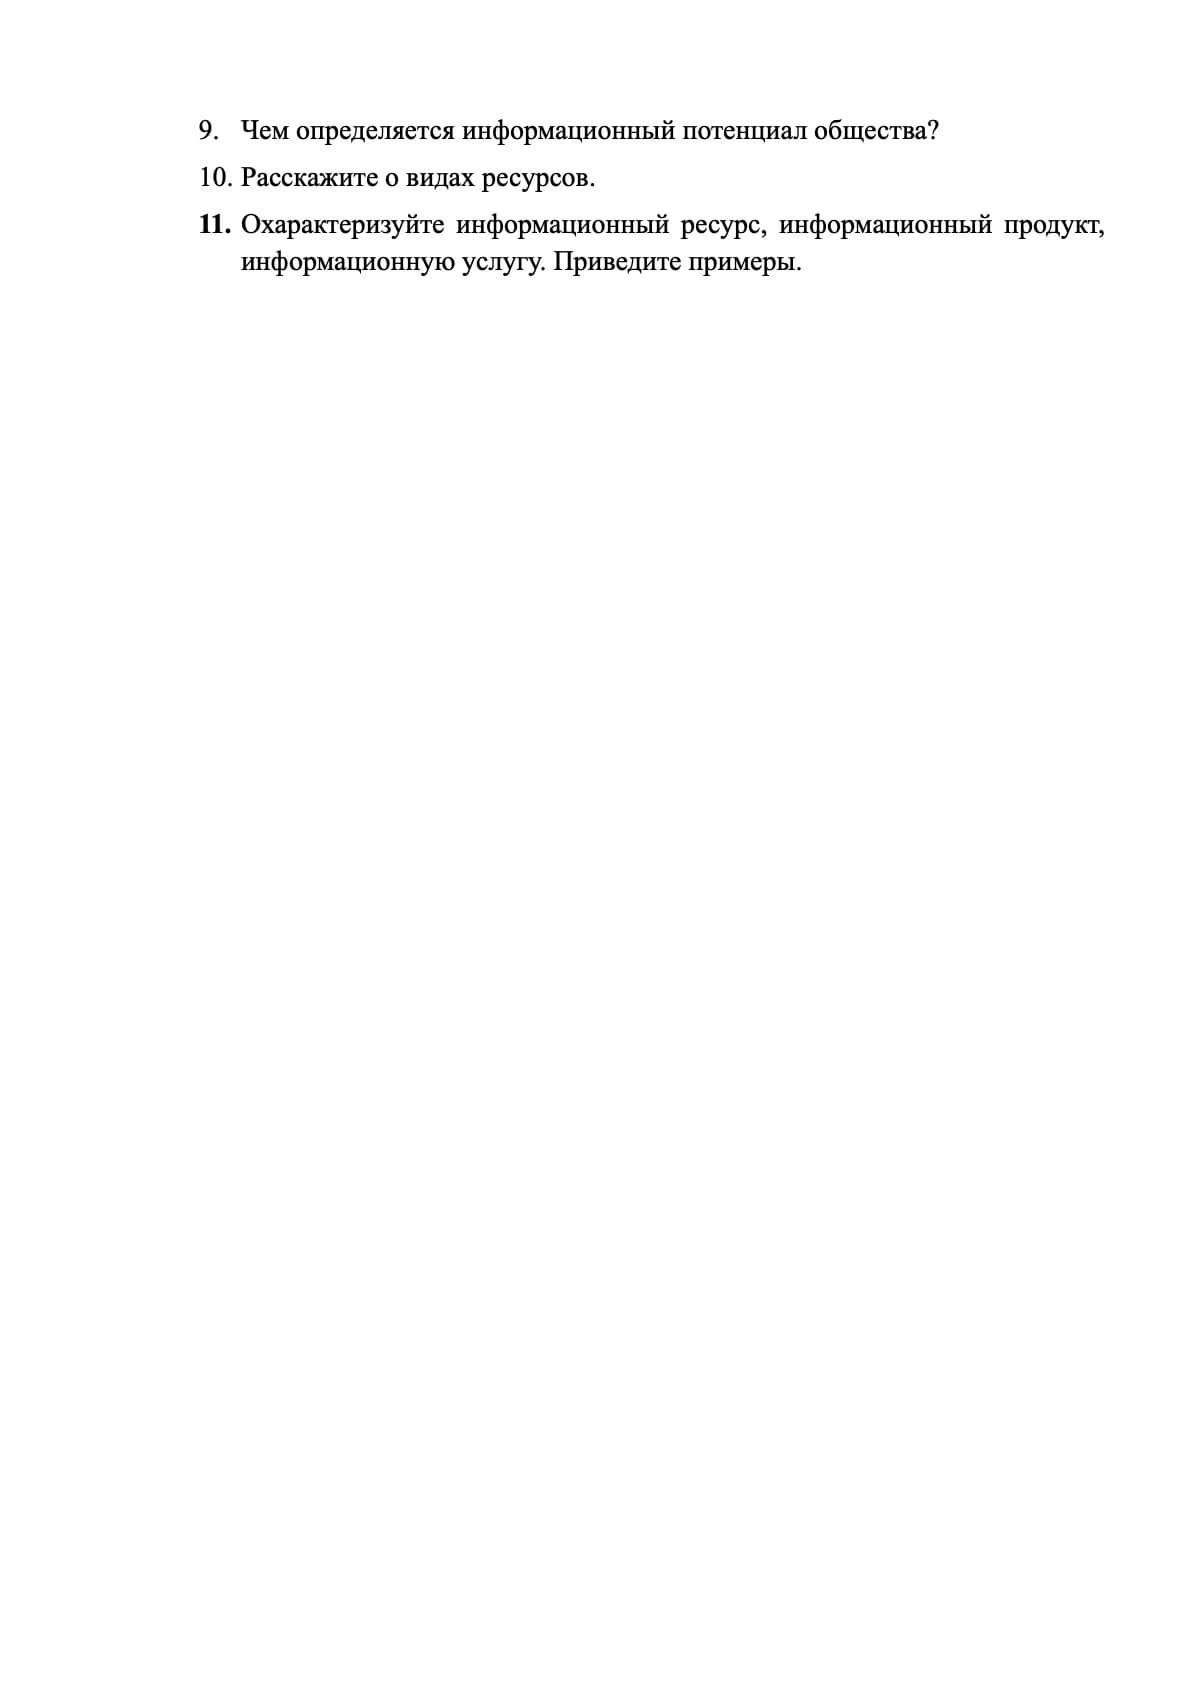 9. Чем определяется информационный потенциал общества?
10. Расскажите о видах ресурсов.
11. Охарактеризуйте информационный ресурс, информационный продукт,
информационную услугу. Приведите примеры.